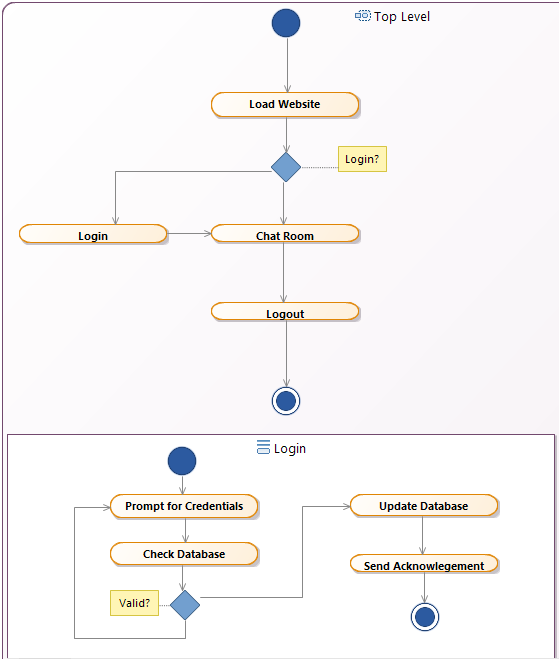 Top Level
Load Website
Login?
Login
Chat Room
Logout
Login
Prompt for Credentials
Update Database
Check Database
Send Acknowlegement
Valid?